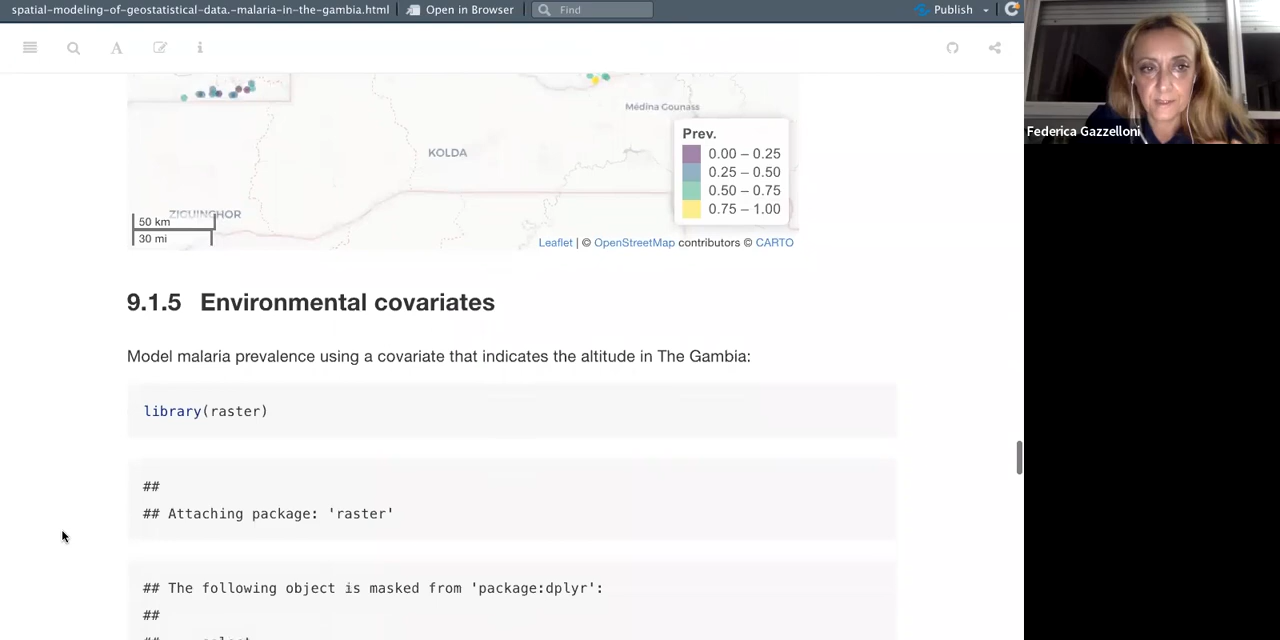 spatial-modeling-of-geostatistical-data.-malaria-in-the-gambia.html
Open in Browser
Find
Publish
Médina Gounass
Prev.
0.00 – 0.25
KOLDA
0.25 – 0.50
0.50 – 0.75
0.75 – 1.00
ZIGUINCHOR
50 km
30 mi
Leaflet | © OpenStreetMap contributors © CARTO
9.1.5 Environmental covariates
Model malaria prevalence using a covariate that indicates the altitude in The Gambia:
library(raster)
##
## Attaching package: 'raster'
## The following object is masked from 'package:dplyr':
##
## select
Federica Gazzelloni